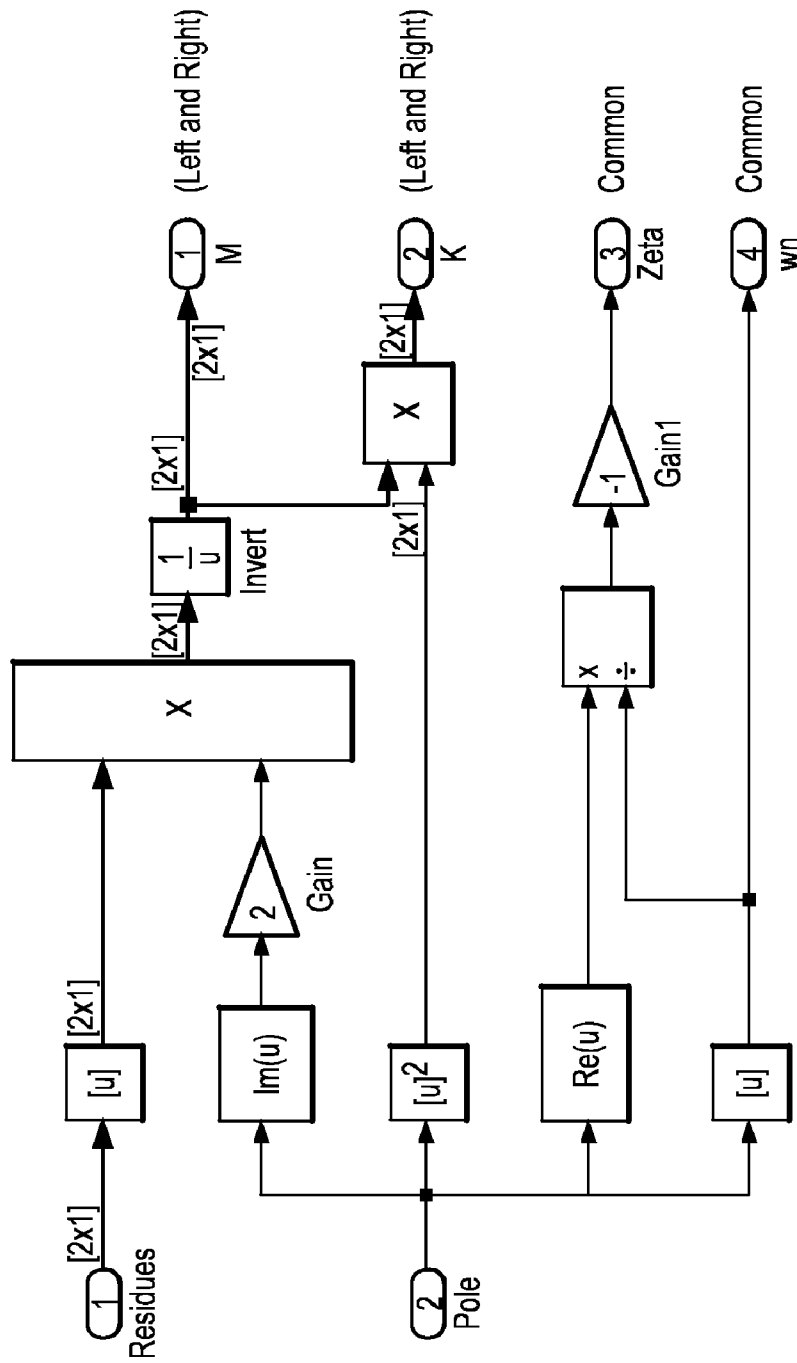 1
Residues
[2x1]
[u]
[2x1]
X
[2x1]
1
u
Invert
[2x1]
[2x1]
1
M
(Left and Right)
Im(u)
2
Gain
2
Pole
[u]2
[2x1]
X
[2x1]
2
K
(Left and Right)
Re(u)
x
÷
-1
Gain1
3
Zeta
Common
[u]
4
wn
Common